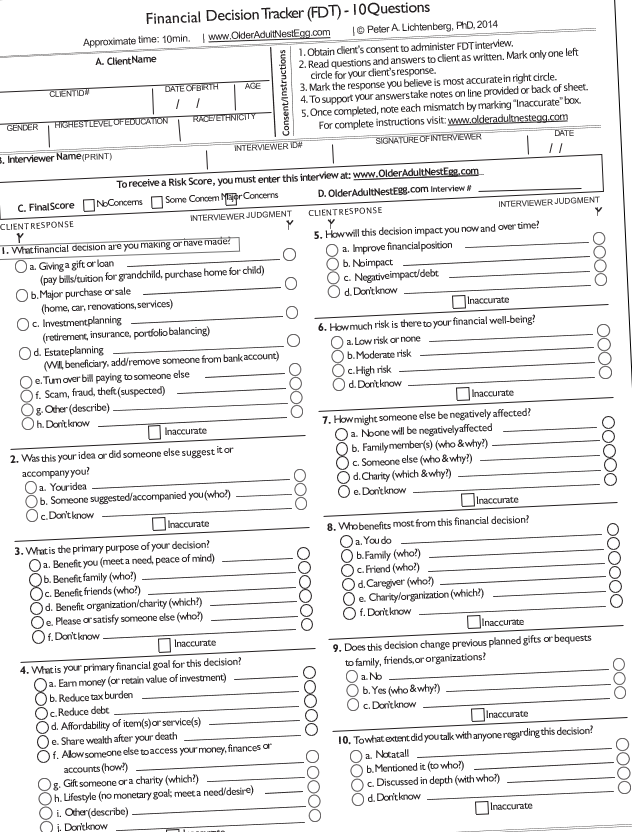 Financial Decision Tracker (FDT) - 10 Questions
Approximate time: 10min. | www.OlderAdultNestEgg.com | © Peter A. Lichtenberg, PhD, 2014
A. Client Name
CLIENT ID#
DATE OF BIRTH
/ /
AGE
GENDER
HIGHEST LEVEL OF EDUCATION
RACE/ETHNICITY
Consent/Instructions
1. Obtain client's consent to administer FDT interview.
2. Read questions and answers to client as written. Mark only one left
circle for your client's response.
3. Mark the response you believe is most accurate in right circle.
4. To support your answers take notes on line provided or back of sheet.
5. Once completed, note each mismatch by marking "Inaccurate" box.
For complete instructions visit: www.olderadultnestegg.com
B. Interviewer Name (PRINT)
INTERVIEWER ID#
SIGNATURE OF INTERVIEWER
DATE
/ /
To receive a Risk Score, you must enter this interview at: www.OlderAdultNestEgg.com
C. Final Score No Concerns Some Concern Major Concerns D. OlderAdultNestEgg.com Interview #
CLIENT RESPONSE INTERVIEWER JUDGMENT
1. What financial decision are you making or have made?
a. Giving a gift or loan
(pay bills/tuition for grandchild, purchase home for child)
b. Major purchase or sale
(home, car, renovations, services)
c. Investment planning
(retirement, insurance, portfolio balancing)
d. Estate planning
(Will, beneficiary, add/remove someone from bank account)
e. Turn over bill paying to someone else
f. Scam, fraud, theft (suspected)
g. Other (describe)
h. Don't know
Inaccurate
2. Was this your idea or did someone else suggest it or
accompany you?
a. Your idea
b. Someone suggested/accompanied you (who?)
c. Don't know
Inaccurate
3. What is the primary purpose of your decision?
a. Benefit you (meet a need, peace of mind)
b. Benefit family (who?)
c. Benefit friends (who?)
d. Benefit organization/charity (which?)
e. Please or satisfy someone else (who?)
f. Don't know
Inaccurate
4. What is your primary financial goal for this decision?
a. Earn money (or retain value of investment)
b. Reduce tax burden
c. Reduce debt
d. Affordability of item(s) or service(s)
e. Share wealth after your death
f. Allow someone else to access your money, finances or
accounts (how?)
g. Gift someone or a charity (which?)
h. Lifestyle (no monetary goal; meet a need/desire)
i. Other (describe)
j. Don't know
CLIENT RESPONSE INTERVIEWER JUDGMENT
5. How will this decision impact you now and over time?
a. Improve financial position
b. No impact
c. Negative impact/debt
d. Don't know
Inaccurate
6. How much risk is there to your financial well-being?
a. Low risk or none
b. Moderate risk
c. High risk
d. Don't know
Inaccurate
7. How might someone else be negatively affected?
a. No one will be negatively affected
b. Family member(s) (who & why?)
c. Someone else (who & why?)
d. Charity (which & why?)
e. Don't know
Inaccurate
8. Who benefits most from this financial decision?
a. You do
b. Family (who?)
c. Friend (who?)
d. Caregiver (who?)
e. Charity/organization (which?)
f. Don't know
Inaccurate
9. Does this decision change previous planned gifts or bequests
to family, friends, or organizations?
a. No
b. Yes (who & why?)
c. Don't know
Inaccurate
10. To what extent did you talk with anyone regarding this decision?
a. Not at all
b. Mentioned it (to who?)
c. Discussed in depth (with who?)
d. Don't know
Inaccurate